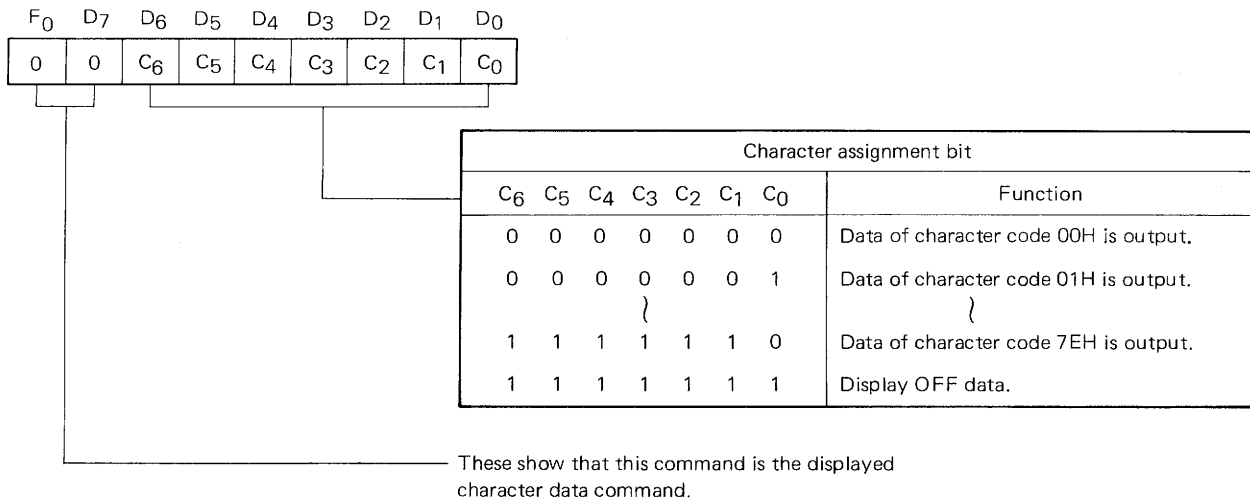 F0 D7 D6 D5 D4 D3 D2 D1 D0
0 0 C6 C5 C4 C3 C2 C1 C0
Character assignment bit
C6 C5 C4 C3 C2 C1 C0 Function
0 0 0 0 0 0 0 Data of character code 00H is output.
0 0 0 0 0 0 1 Data of character code 01H is output.
≀ ≀
1 1 1 1 1 1 0 Data of character code 7EH is output.
1 1 1 1 1 1 1 Display OFF data.
These show that this command is the displayed
character data command.